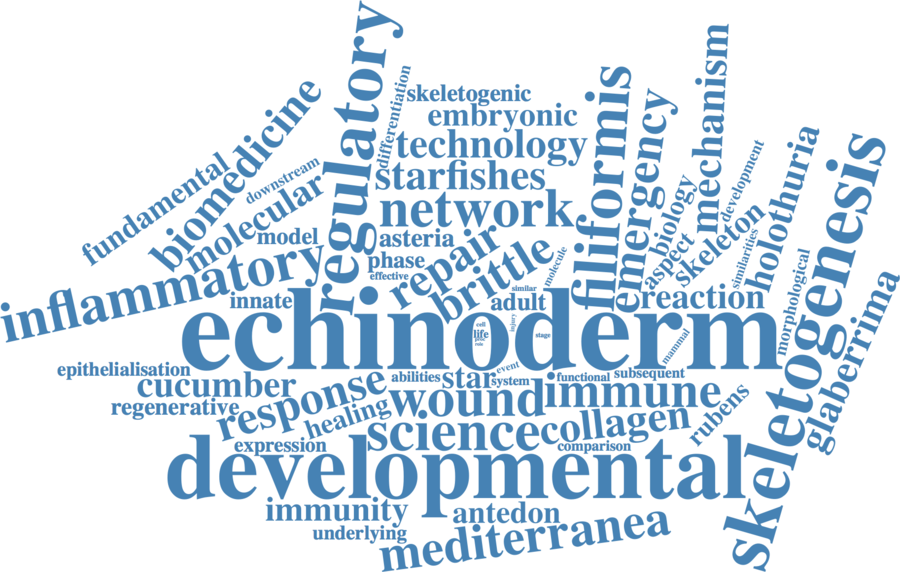 regulatory
mechanism
differentiation
skeletogenic
filiformis
biomedicine
embryonic
emergency
technology
holothuria
skeletogenesis
fundamental
downstream
starfishes
development
molecular
network
biology
skeleton
model
asteria
repair
brittle
aspect
similarities
phase
molecule
morphological
inflammatory
effective
innate
similar
adult
reaction
glaberrima
echinoderm
cell
life
role
injury
stage
mammal
epithelialisation
cucumber
abilities
star
event
system
functional
subsequent
regenerative
response
healing
wound
immune
rubens
expression
science
collagen
comparison
developmental
immunity
antedon
underlying
mediterranea